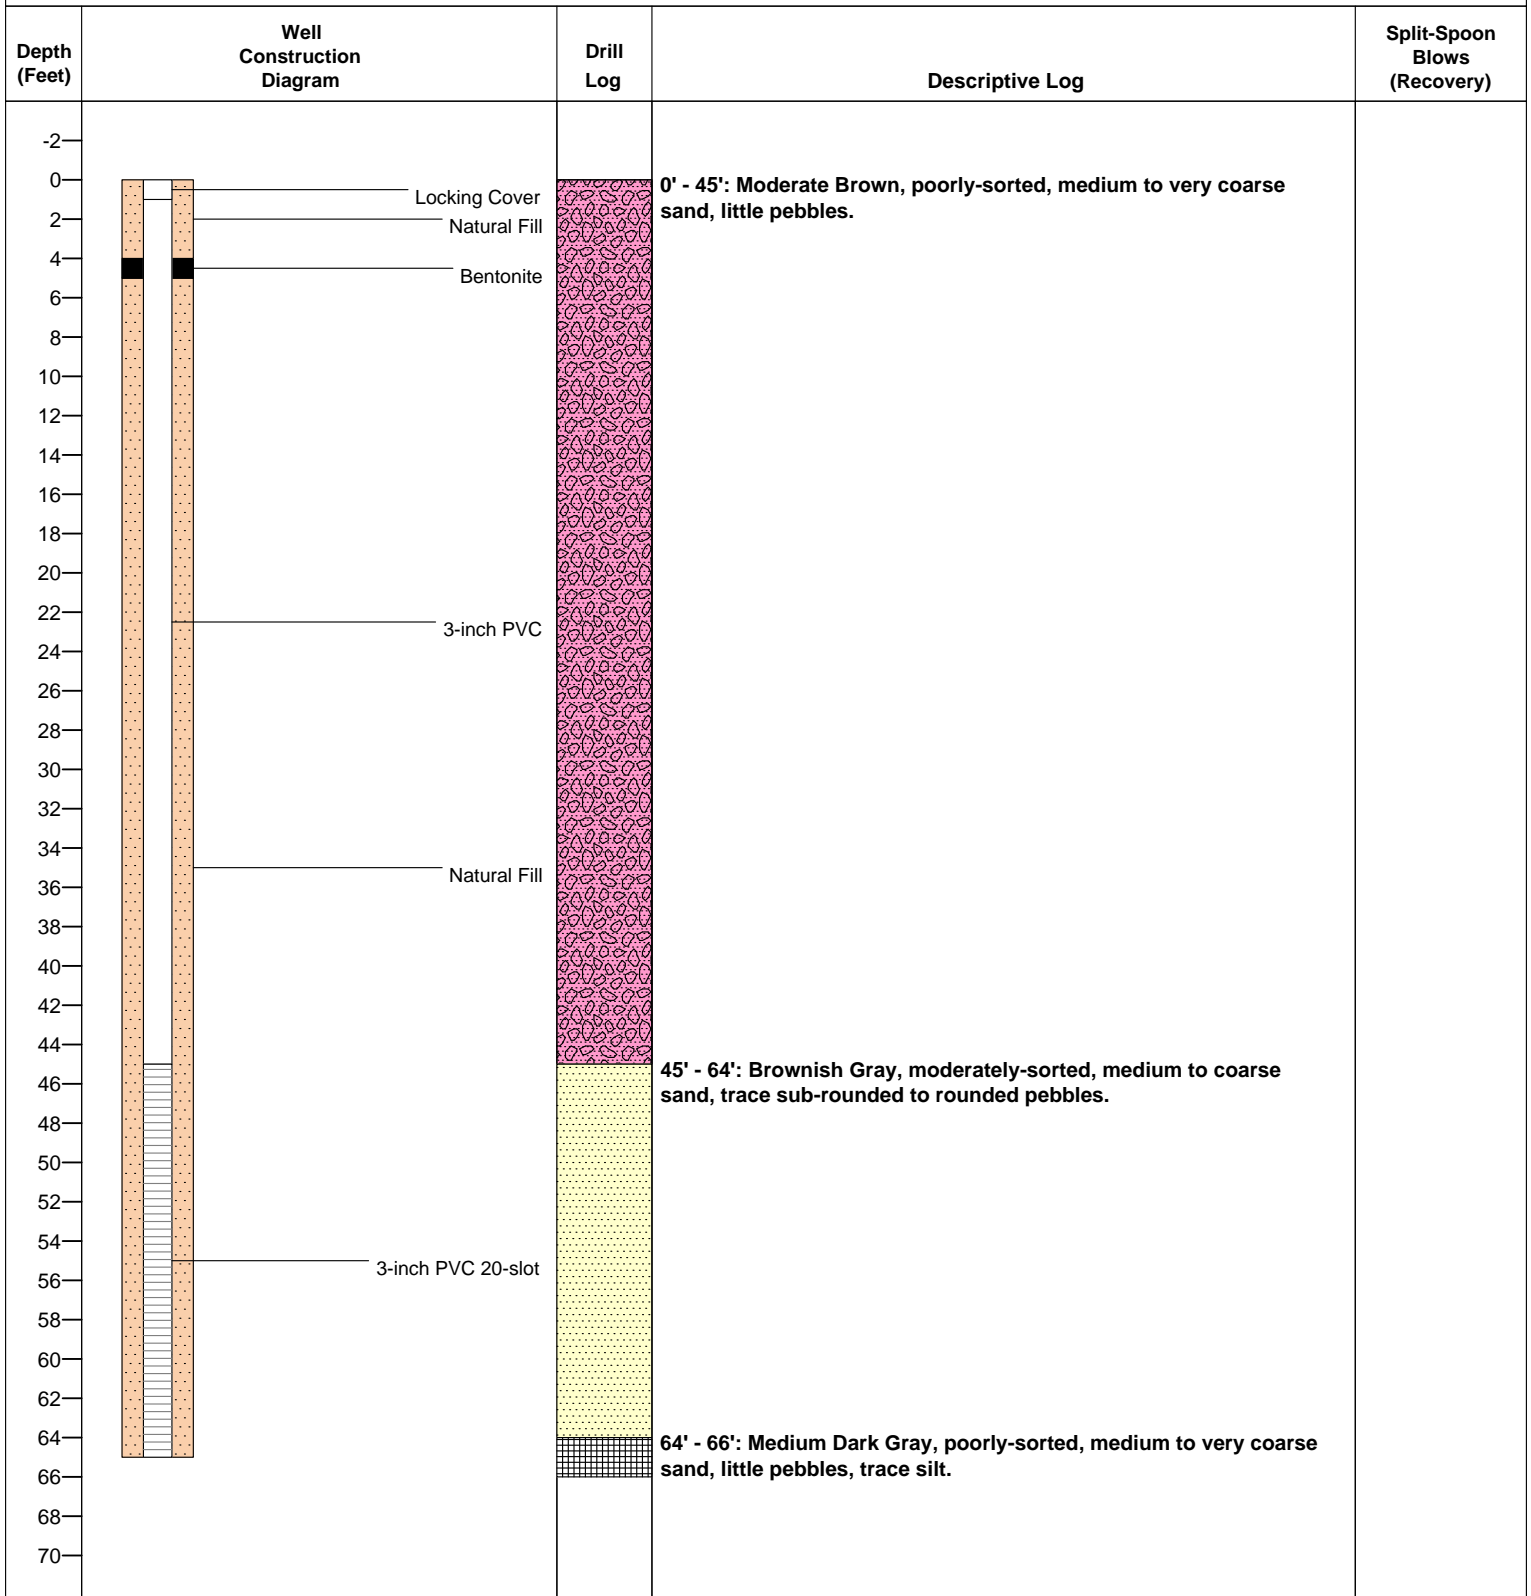 Depth
(Feet)
Well
Construction
Diagram
Drill
Log
Descriptive Log
Split-Spoon
Blows
(Recovery)
-2
0
2
4
6
8
10
12
14
16
18
20
22
24
26
28
30
32
34
36
38
40
42
44
46
48
50
52
54
56
58
60
62
64
66
68
70
Locking Cover
Natural Fill
Bentonite
3-inch PVC
Natural Fill
3-inch PVC 20-slot
0' - 45': Moderate Brown, poorly-sorted, medium to very coarse
sand, little pebbles.
45' - 64': Brownish Gray, moderately-sorted, medium to coarse
sand, trace sub-rounded to rounded pebbles.
64' - 66': Medium Dark Gray, poorly-sorted, medium to very coarse
sand, little pebbles, trace silt.